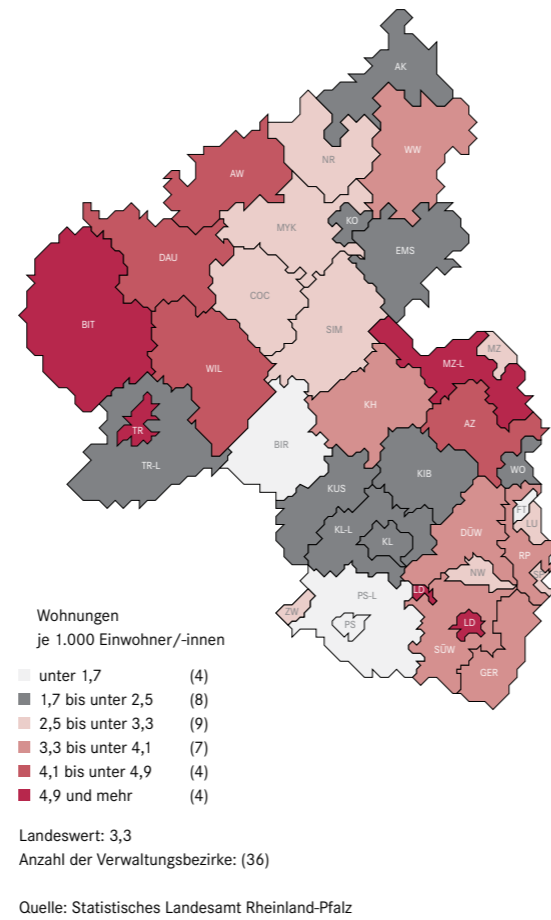 AK
NR
WW
AW
KO
MYK
EMS
DAU
COC
BIT
SIM
MZ
MZ-L
WIL
KH
AZ
TR
BIR
TR-L
WO
KIB
KUS
FT
KL-L
KL
LU
DÜW
RP
NW
SP
LD
PS-L
ZW
PS
LD
SÜW
GER
Wohnungen
je 1.000 Einwohner/-innen
unter 1,7 (4)
1,7 bis unter 2,5 (8)
2,5 bis unter 3,3 (9)
3,3 bis unter 4,1 (7)
4,1 bis unter 4,9 (4)
4,9 und mehr (4)
Landeswert: 3,3
Anzahl der Verwaltungsbezirke: (36)
Quelle: Statistisches Landesamt Rheinland-Pfalz